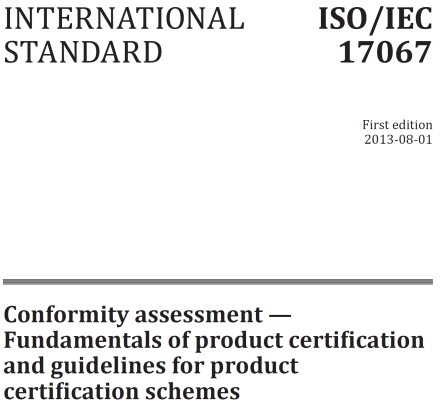 INTERNATIONAL STANDARD
ISO/IEC 17067
First edition
2013-08-01
Conformity assessment —
Fundamentals of product certification
and guidelines for product
certification schemes